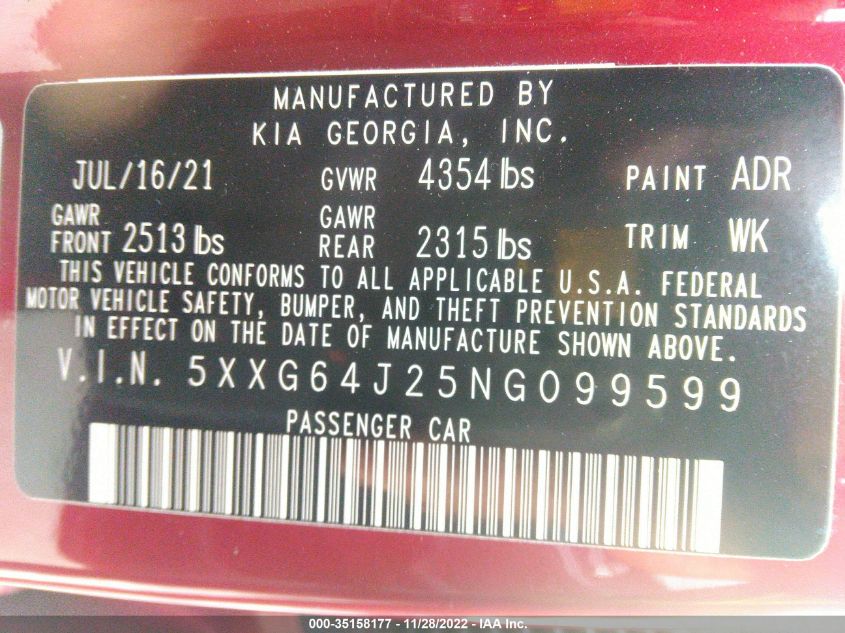 MANUFACTURED BY
KIA GEORGIA, INC.
JUL/16/21 GVWR 4354 lbs PAINT ADR
GAWR FRONT 2513 lbs GAWR REAR 2315 lbs TRIM WK
THIS VEHICLE CONFORMS TO ALL APPLICABLE U.S.A. FEDERAL
MOTOR VEHICLE SAFETY, BUMPER, AND THEFT PREVENTION STANDARDS
IN EFFECT ON THE DATE OF MANUFACTURE SHOWN ABOVE.
V.I.N. 5XXG64J25NG099599
PASSENGER CAR
000-35158177 - 11/28/2022 - IAA Inc.